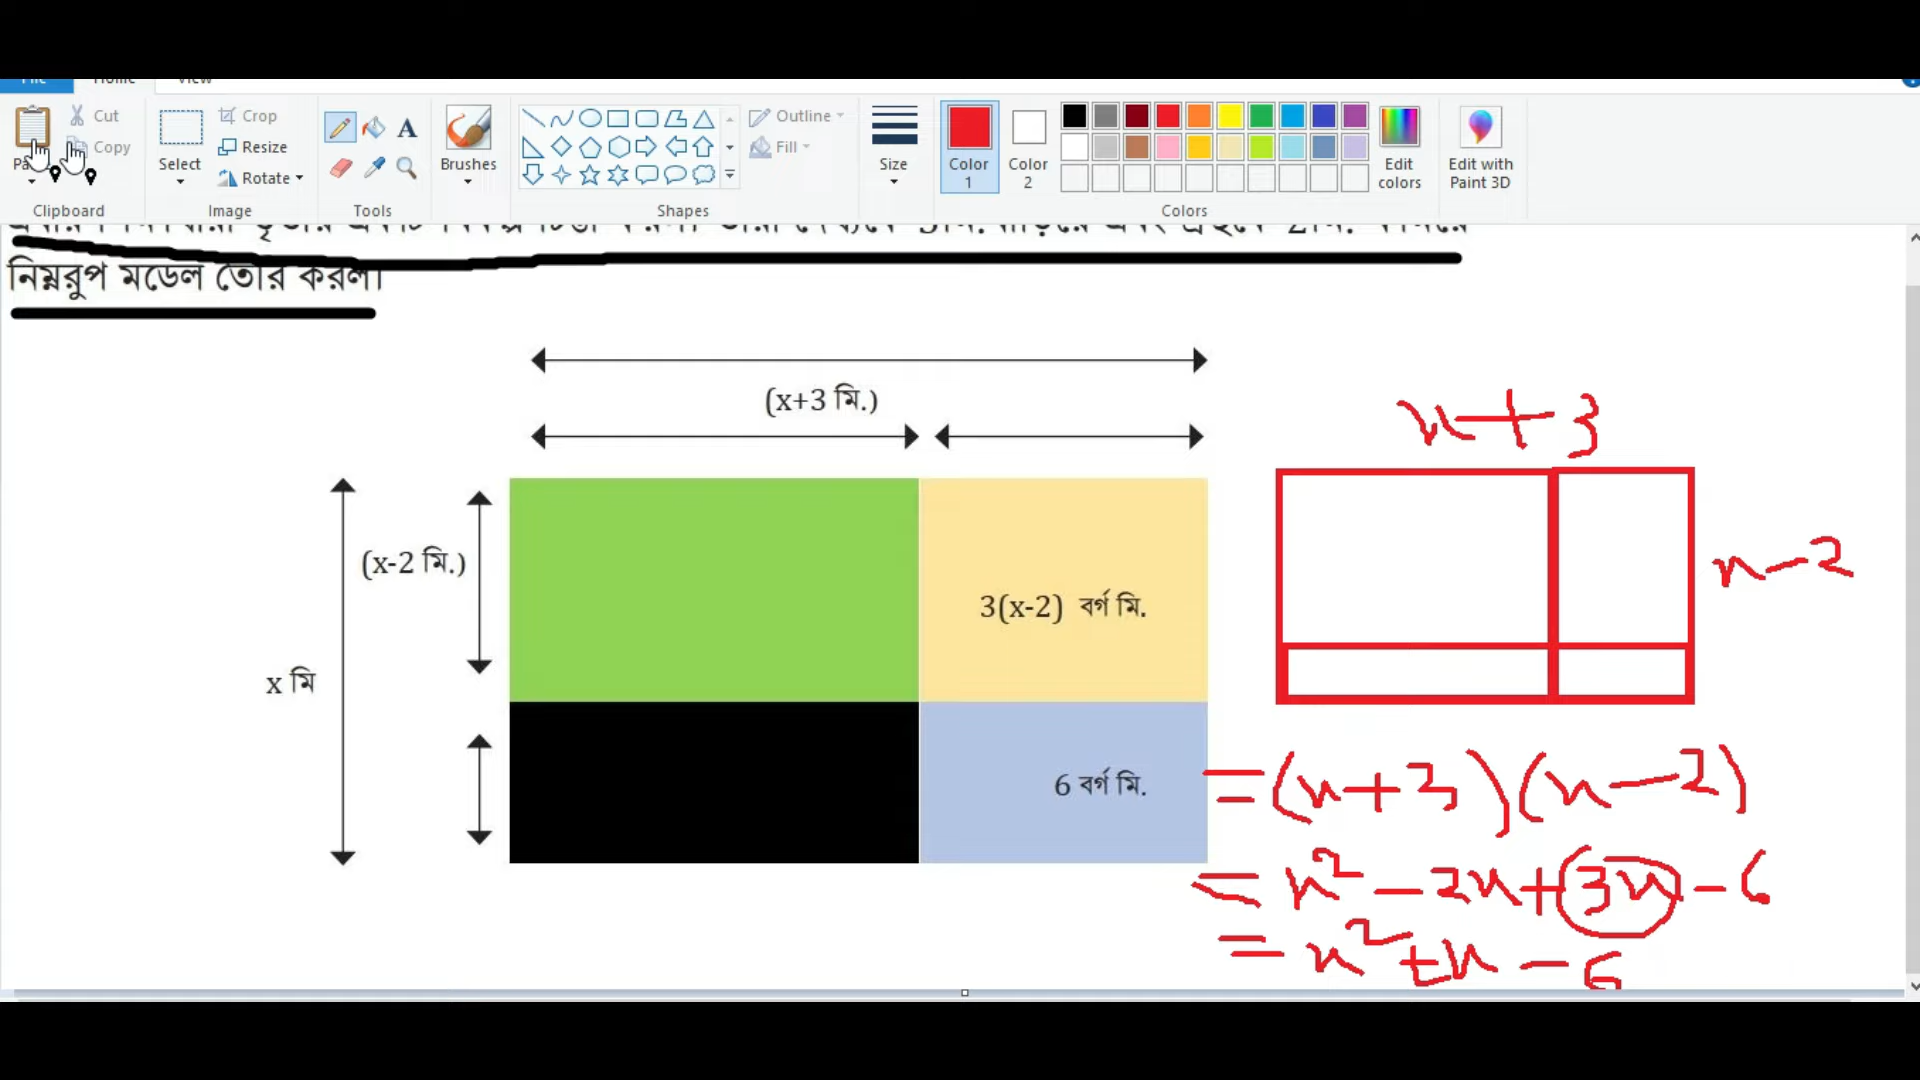 Home
View
Cut
Copy
Clipboard
Select
Crop
Resize
Rotate
Image
Tools
Brushes
Shapes
Outline
Fill
Size
Color 1
Color 2
Edit colors
Edit with Paint 3D
Colors
নিম্নরূপ মডেল তৈরি করল।
(x+3 মি.)
(x-2 মি.)
x মি
3(x-2) বর্গ মি.
6 বর্গ মি.
x+3
x-2
=(x+3)(x-2)
=x²-2x+3x-6
=x²+x-6